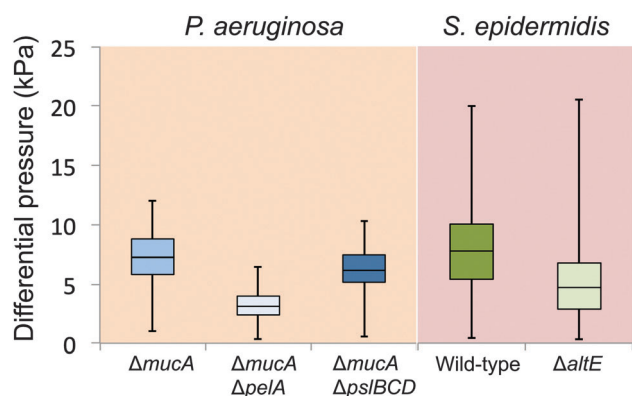 P. aeruginosa
S. epidermidis
Differential pressure (kPa)
25
20
15
10
5
0
ΔmucA
ΔmucA
ΔpelA
ΔmucA
ΔpslBCD
Wild-type
ΔaltE